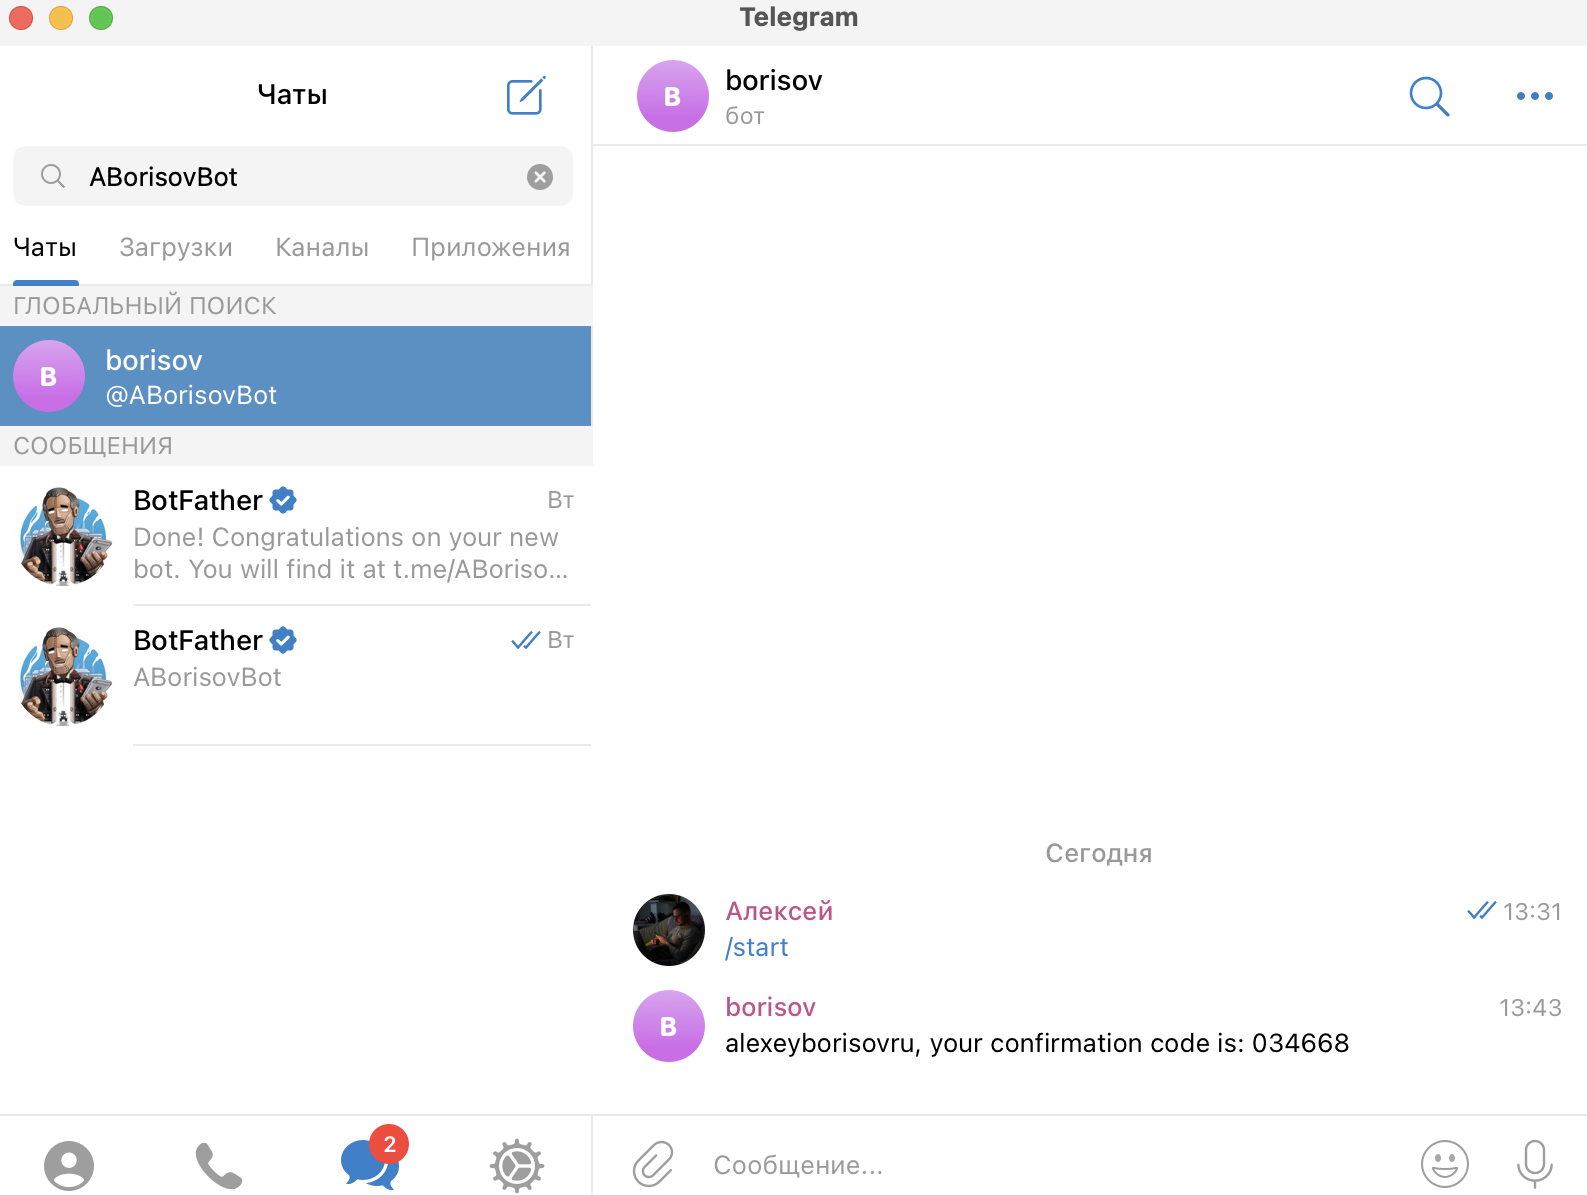 Telegram
Чаты
ABorisovBot
Чаты Загрузки Каналы Приложения
ГЛОБАЛЬНЫЙ ПОИСК
B
borisov
@ABorisovBot
СООБЩЕНИЯ
BotFather Вт
Done! Congratulations on your new
bot. You will find it at t.me/ABoriso...
BotFather Вт
ABorisovBot
2
B
borisov
бот
Сегодня
Алексей 13:31
/start
B
borisov 13:43
alexeyborisovru, your confirmation code is: 034668
Сообщение...